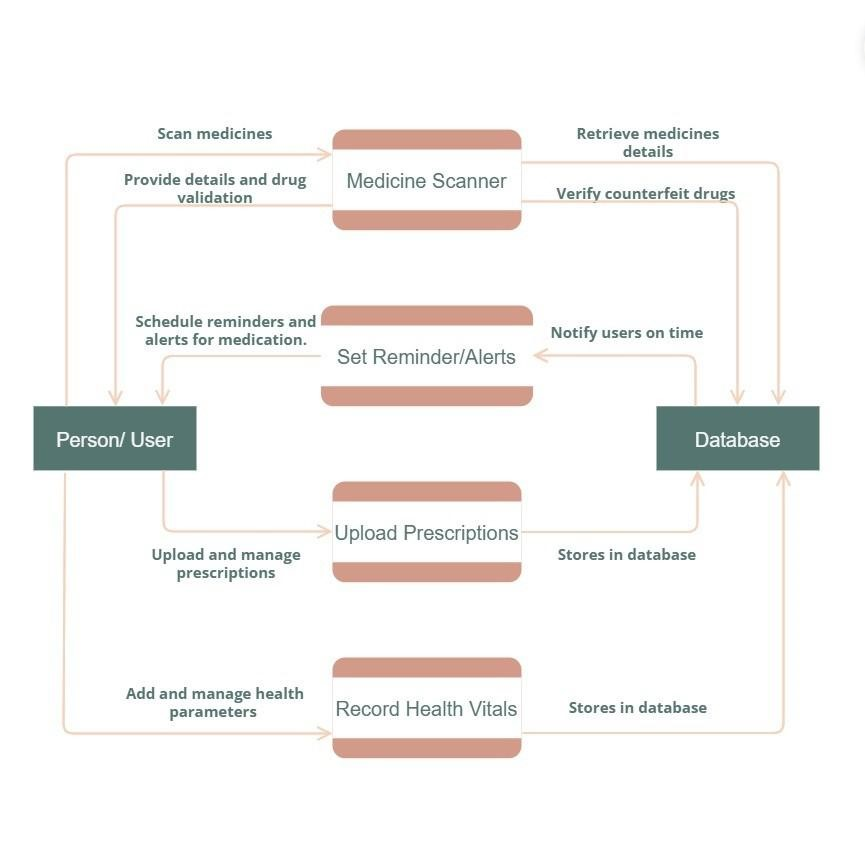 Scan medicines
Retrieve medicines
details
Provide details and drug
validation
Medicine Scanner
Verify counterfeit drugs
Schedule reminders and
alerts for medication.
Set Reminder/Alerts
Notify users on time
Person/ User
Database
Upload Prescriptions
Upload and manage
prescriptions
Stores in database
Add and manage health
parameters
Record Health Vitals
Stores in database